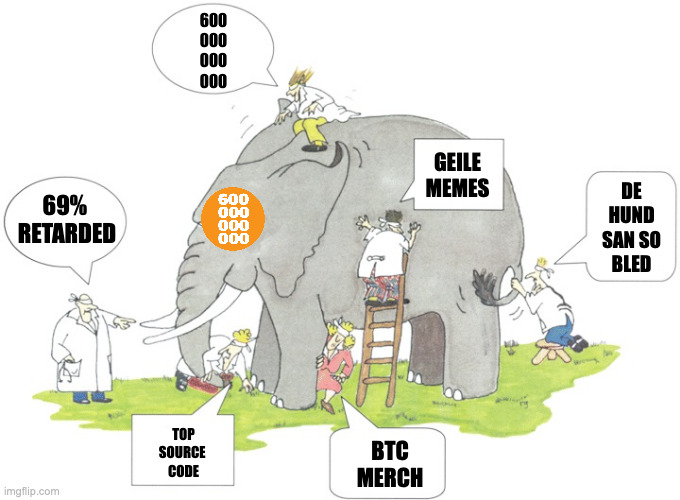 600
000
000
000
GEILE
MEMES
69%
RETARDED
600
000
000
000
DE
HUND
SAN SO
BLED
TOP
SOURCE
CODE
BTC
MERCH
imgflip.com